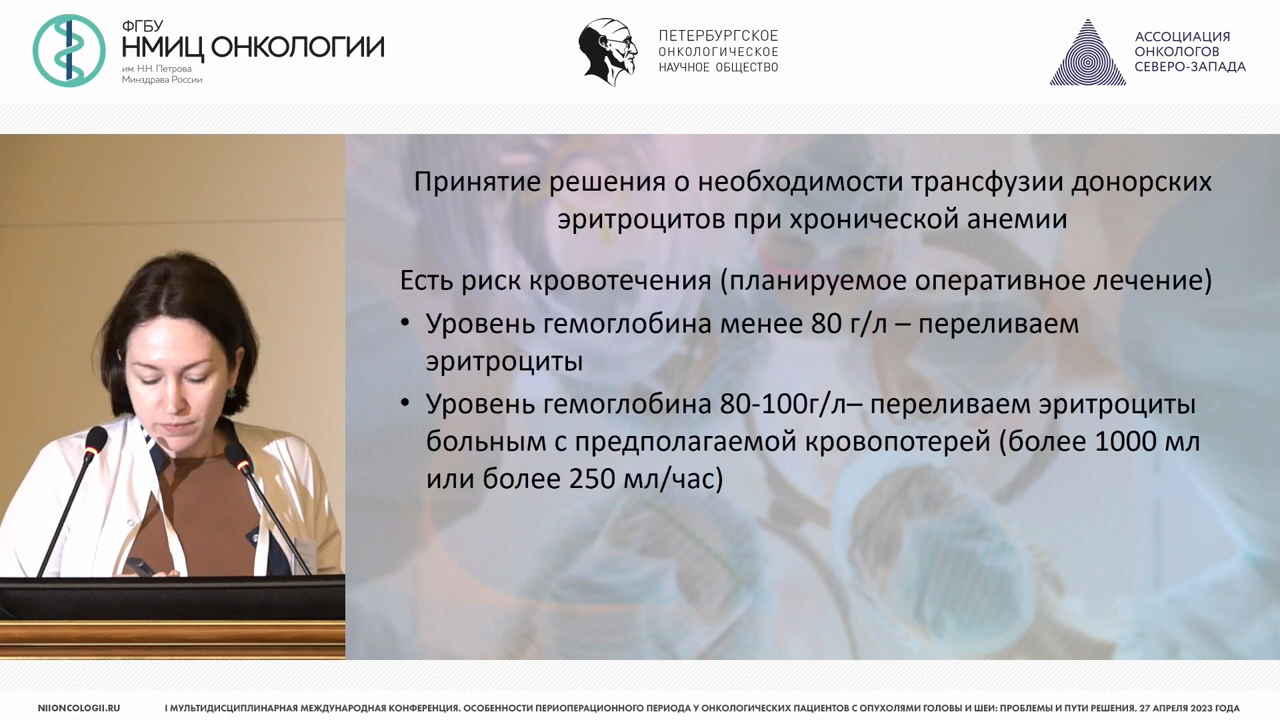 ФГБУ
НМИЦ ОНКОЛОГИИ
им. Н.Н. Петрова
Минздрава России
ПЕТЕРБУРГСКОЕ
ОНКОЛОГИЧЕСКОЕ
НАУЧНОЕ ОБЩЕСТВО
АССОЦИАЦИЯ
ОНКОЛОГОВ
СЕВЕРО-ЗАПАДА
Принятие решения о необходимости трансфузии донорских
эритроцитов при хронической анемии
Есть риск кровотечения (планируемое оперативное лечение)
• Уровень гемоглобина менее 80 г/л – переливаем
эритроциты
• Уровень гемоглобина 80-100г/л– переливаем эритроциты
больным с предполагаемой кровопотерей (более 1000 мл
или более 250 мл/час)
NIIONCOLOGII.RU
I МУЛЬТИДИСЦИПЛИНАРНАЯ МЕЖДУНАРОДНАЯ КОНФЕРЕНЦИЯ. ОСОБЕННОСТИ ПЕРИОПЕРАЦИОННОГО ПЕРИОДА У ОНКОЛОГИЧЕСКИХ ПАЦИЕНТОВ С ОПУХОЛЯМИ ГОЛОВЫ И ШЕИ: ПРОБЛЕМЫ И ПУТИ РЕШЕНИЯ. 27 АПРЕЛЯ 2023 ГОДА